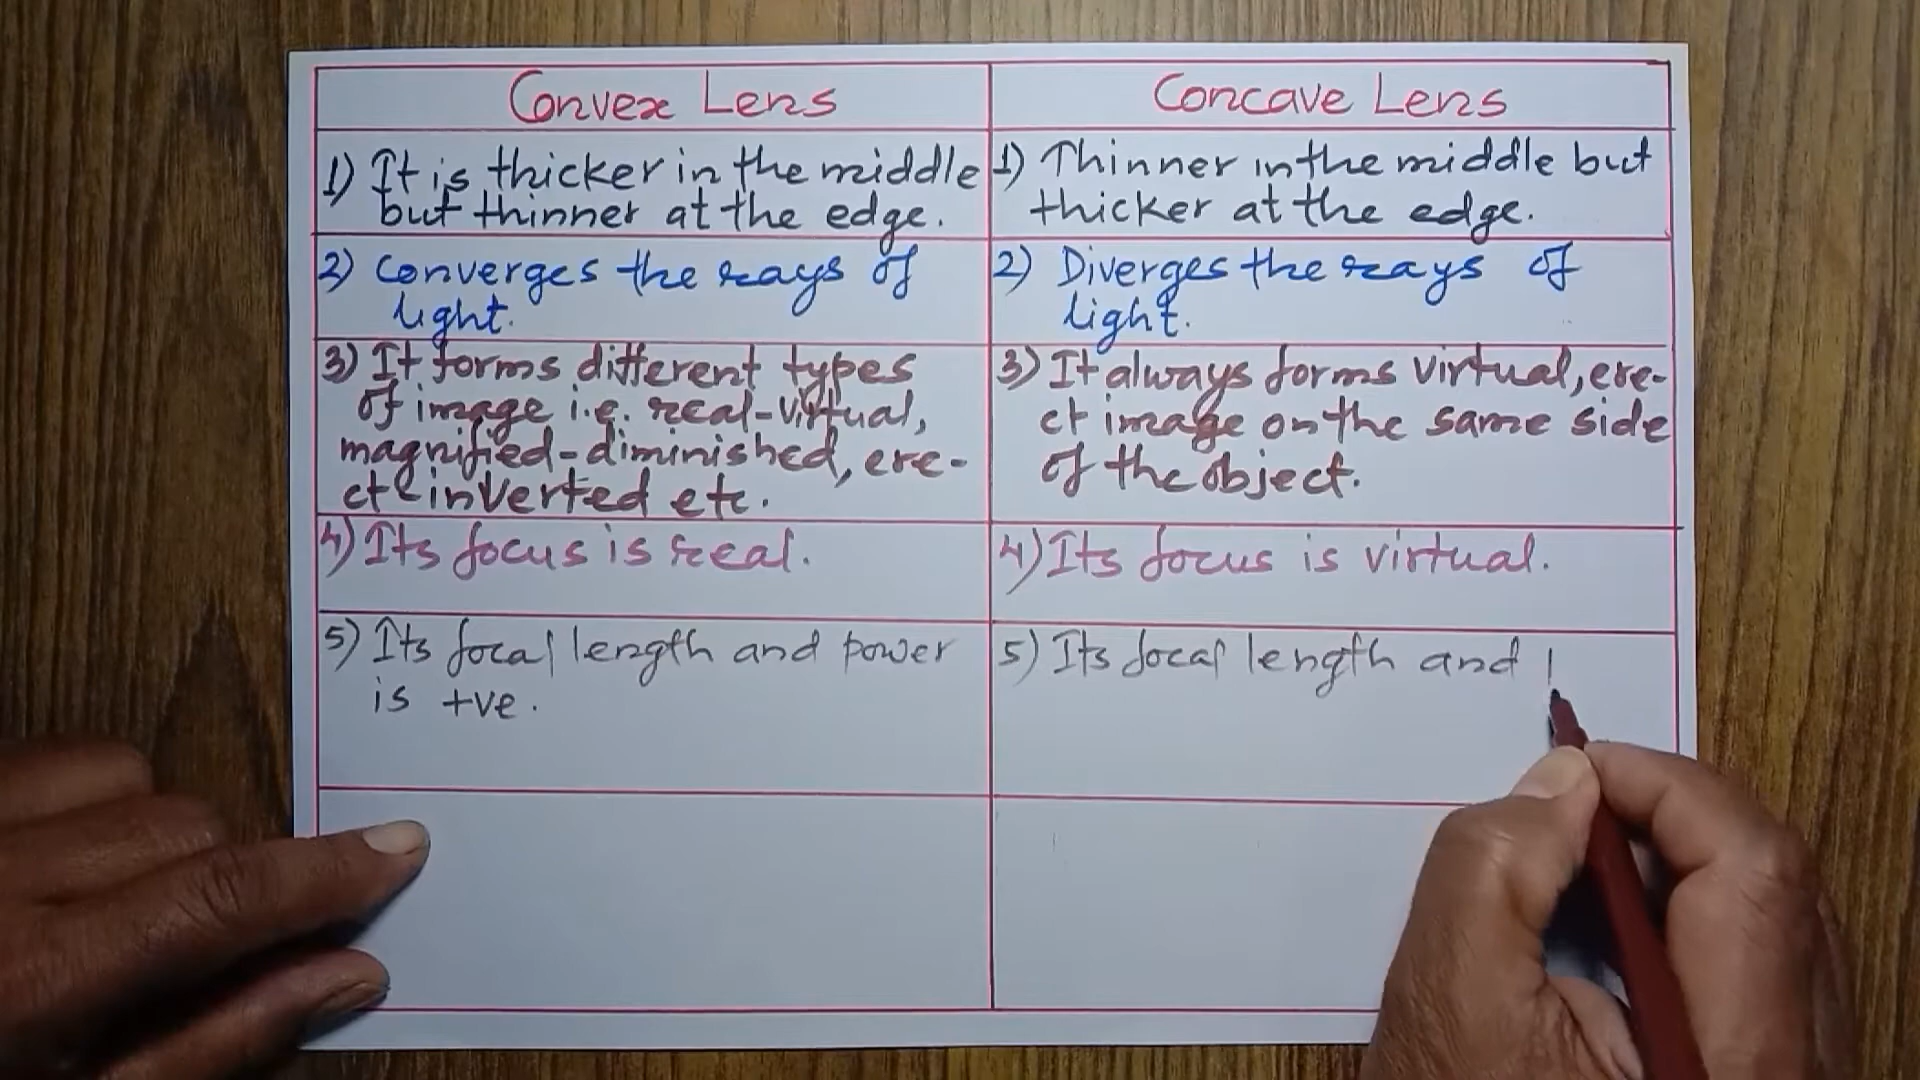 Convex Lens
Concave Lens
1) It is thicker in the middle
but thinner at the edge.
1) Thinner in the middle but
thicker at the edge.
2) Converges the rays of
light.
2) Diverges the rays of
light.
3) It forms different types
of image i.e. real-virtual,
magnified-diminished, ere-
ct & inverted etc.
3) It always forms virtual, ere-
ct image on the same side
of the object.
4) Its focus is real.
4) Its focus is virtual.
5) Its focal length and power
is +ve.
5) Its focal length and